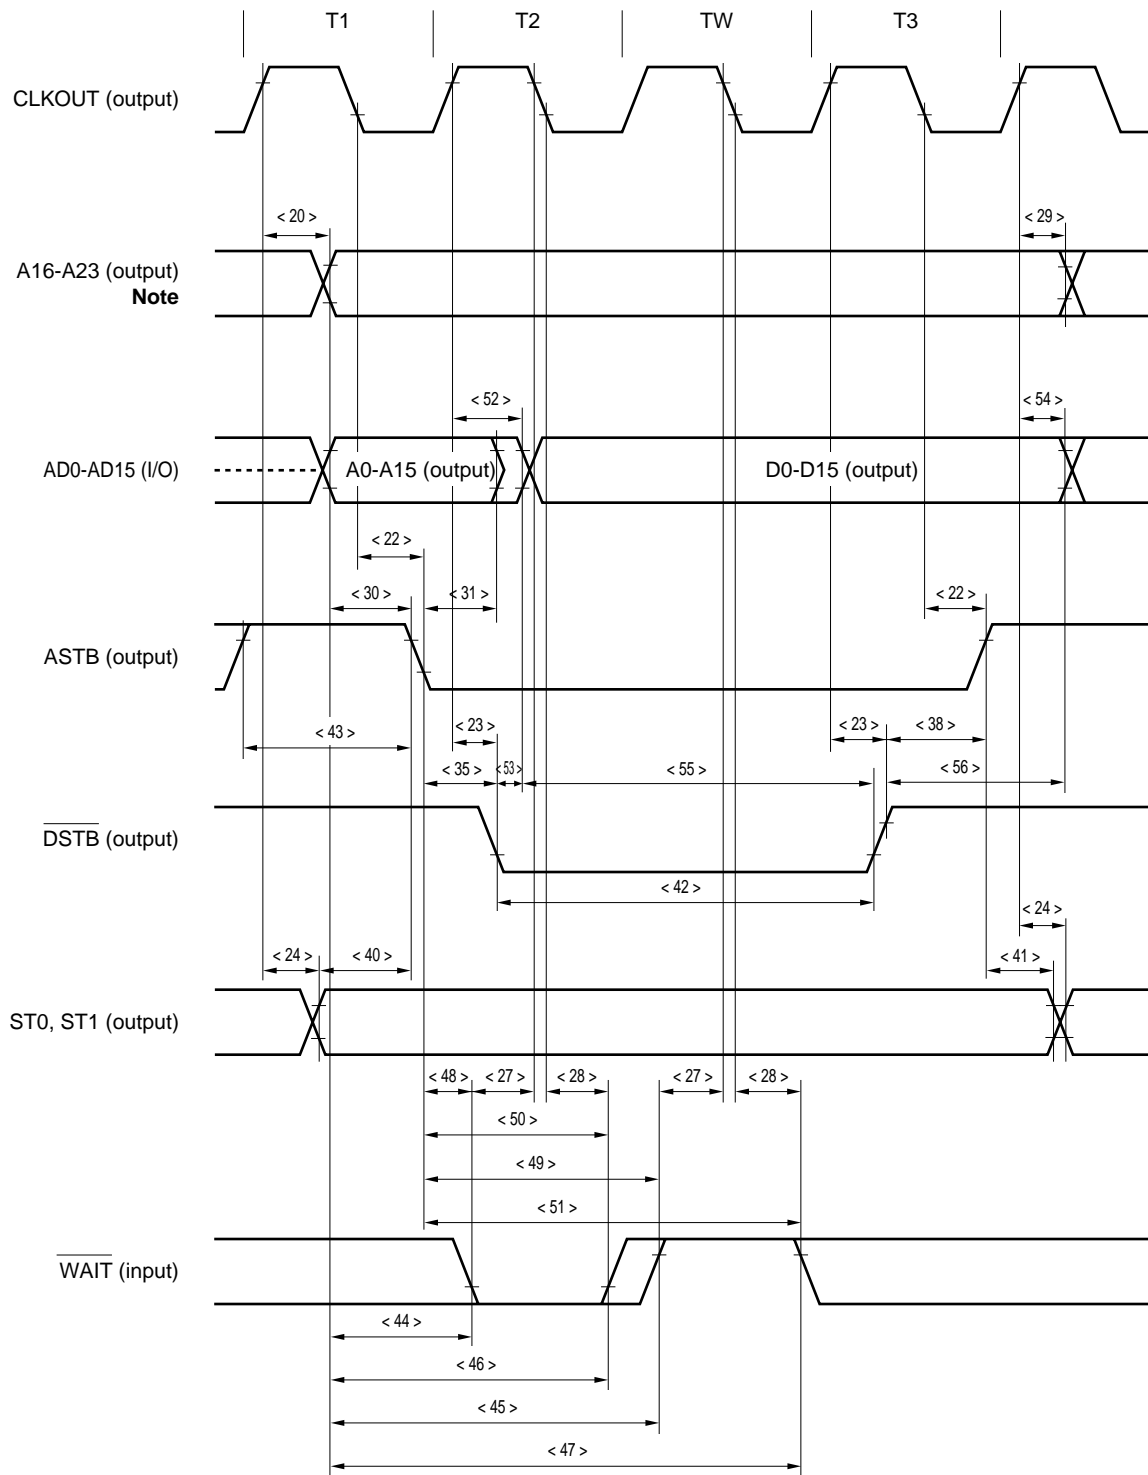 T1 T2 TW T3
CLKOUT (output)
< 20 > < 29 >
A16-A23 (output)
Note
< 52 > < 54 >
AD0-AD15 (I/O) A0-A15 (output) D0-D15 (output)
< 22 >
< 30 > < 31 > < 22 >
ASTB (output)
< 43 > < 23 > < 23 > < 38 >
< 35 > < 53 > < 55 > < 56 >
DSTB (output)
< 42 >
< 24 >
< 24 > < 40 > < 41 >
ST0, ST1 (output)
< 48 > < 27 > < 28 > < 27 > < 28 >
< 50 >
< 49 >
< 51 >
WAIT (input)
< 44 >
< 46 >
< 45 >
< 47 >